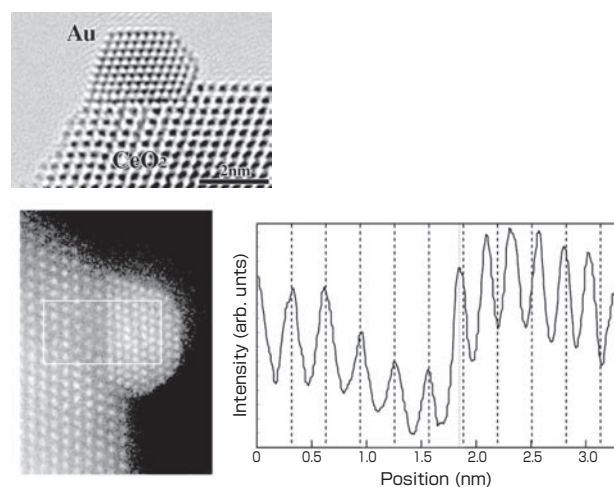 Au
CeO₂
2nm
Intensity (arb. unts)
0 0.5 1.0 1.5 2.0 2.5 3.0
Position (nm)